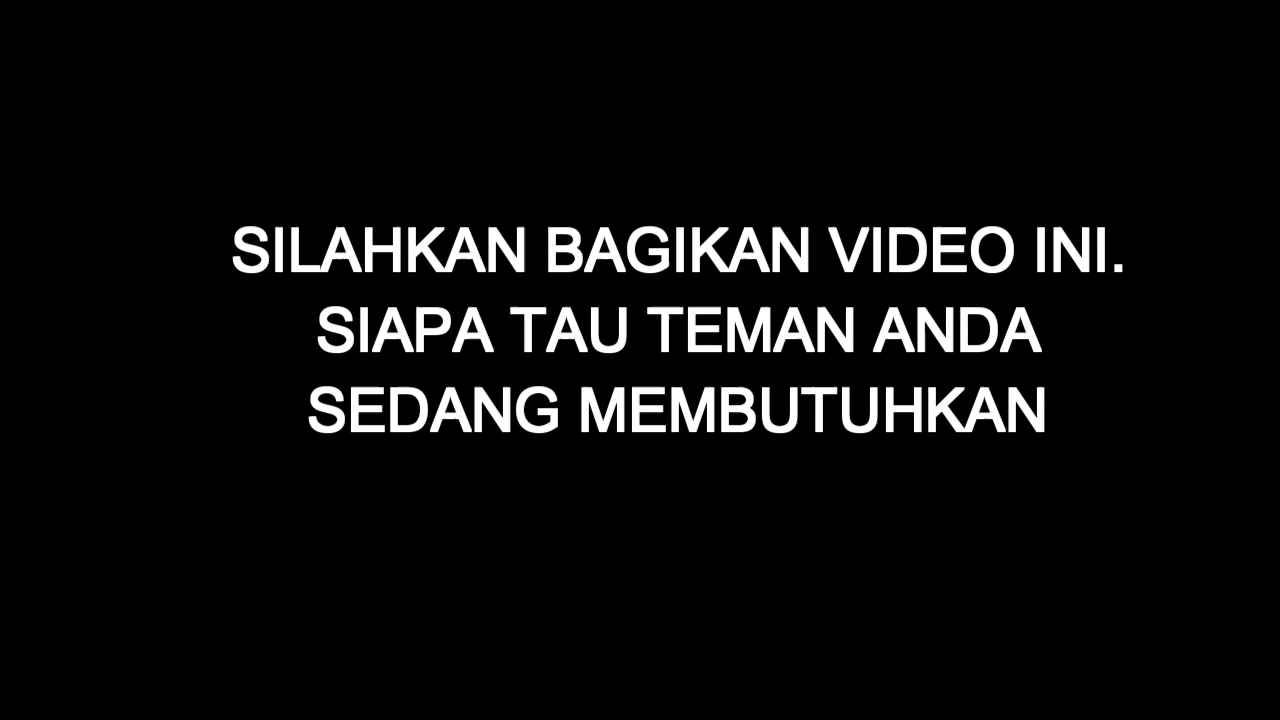 SILAHKAN BAGIKAN VIDEO INI.
SIAPA TAU TEMAN ANDA
SEDANG MEMBUTUHKAN